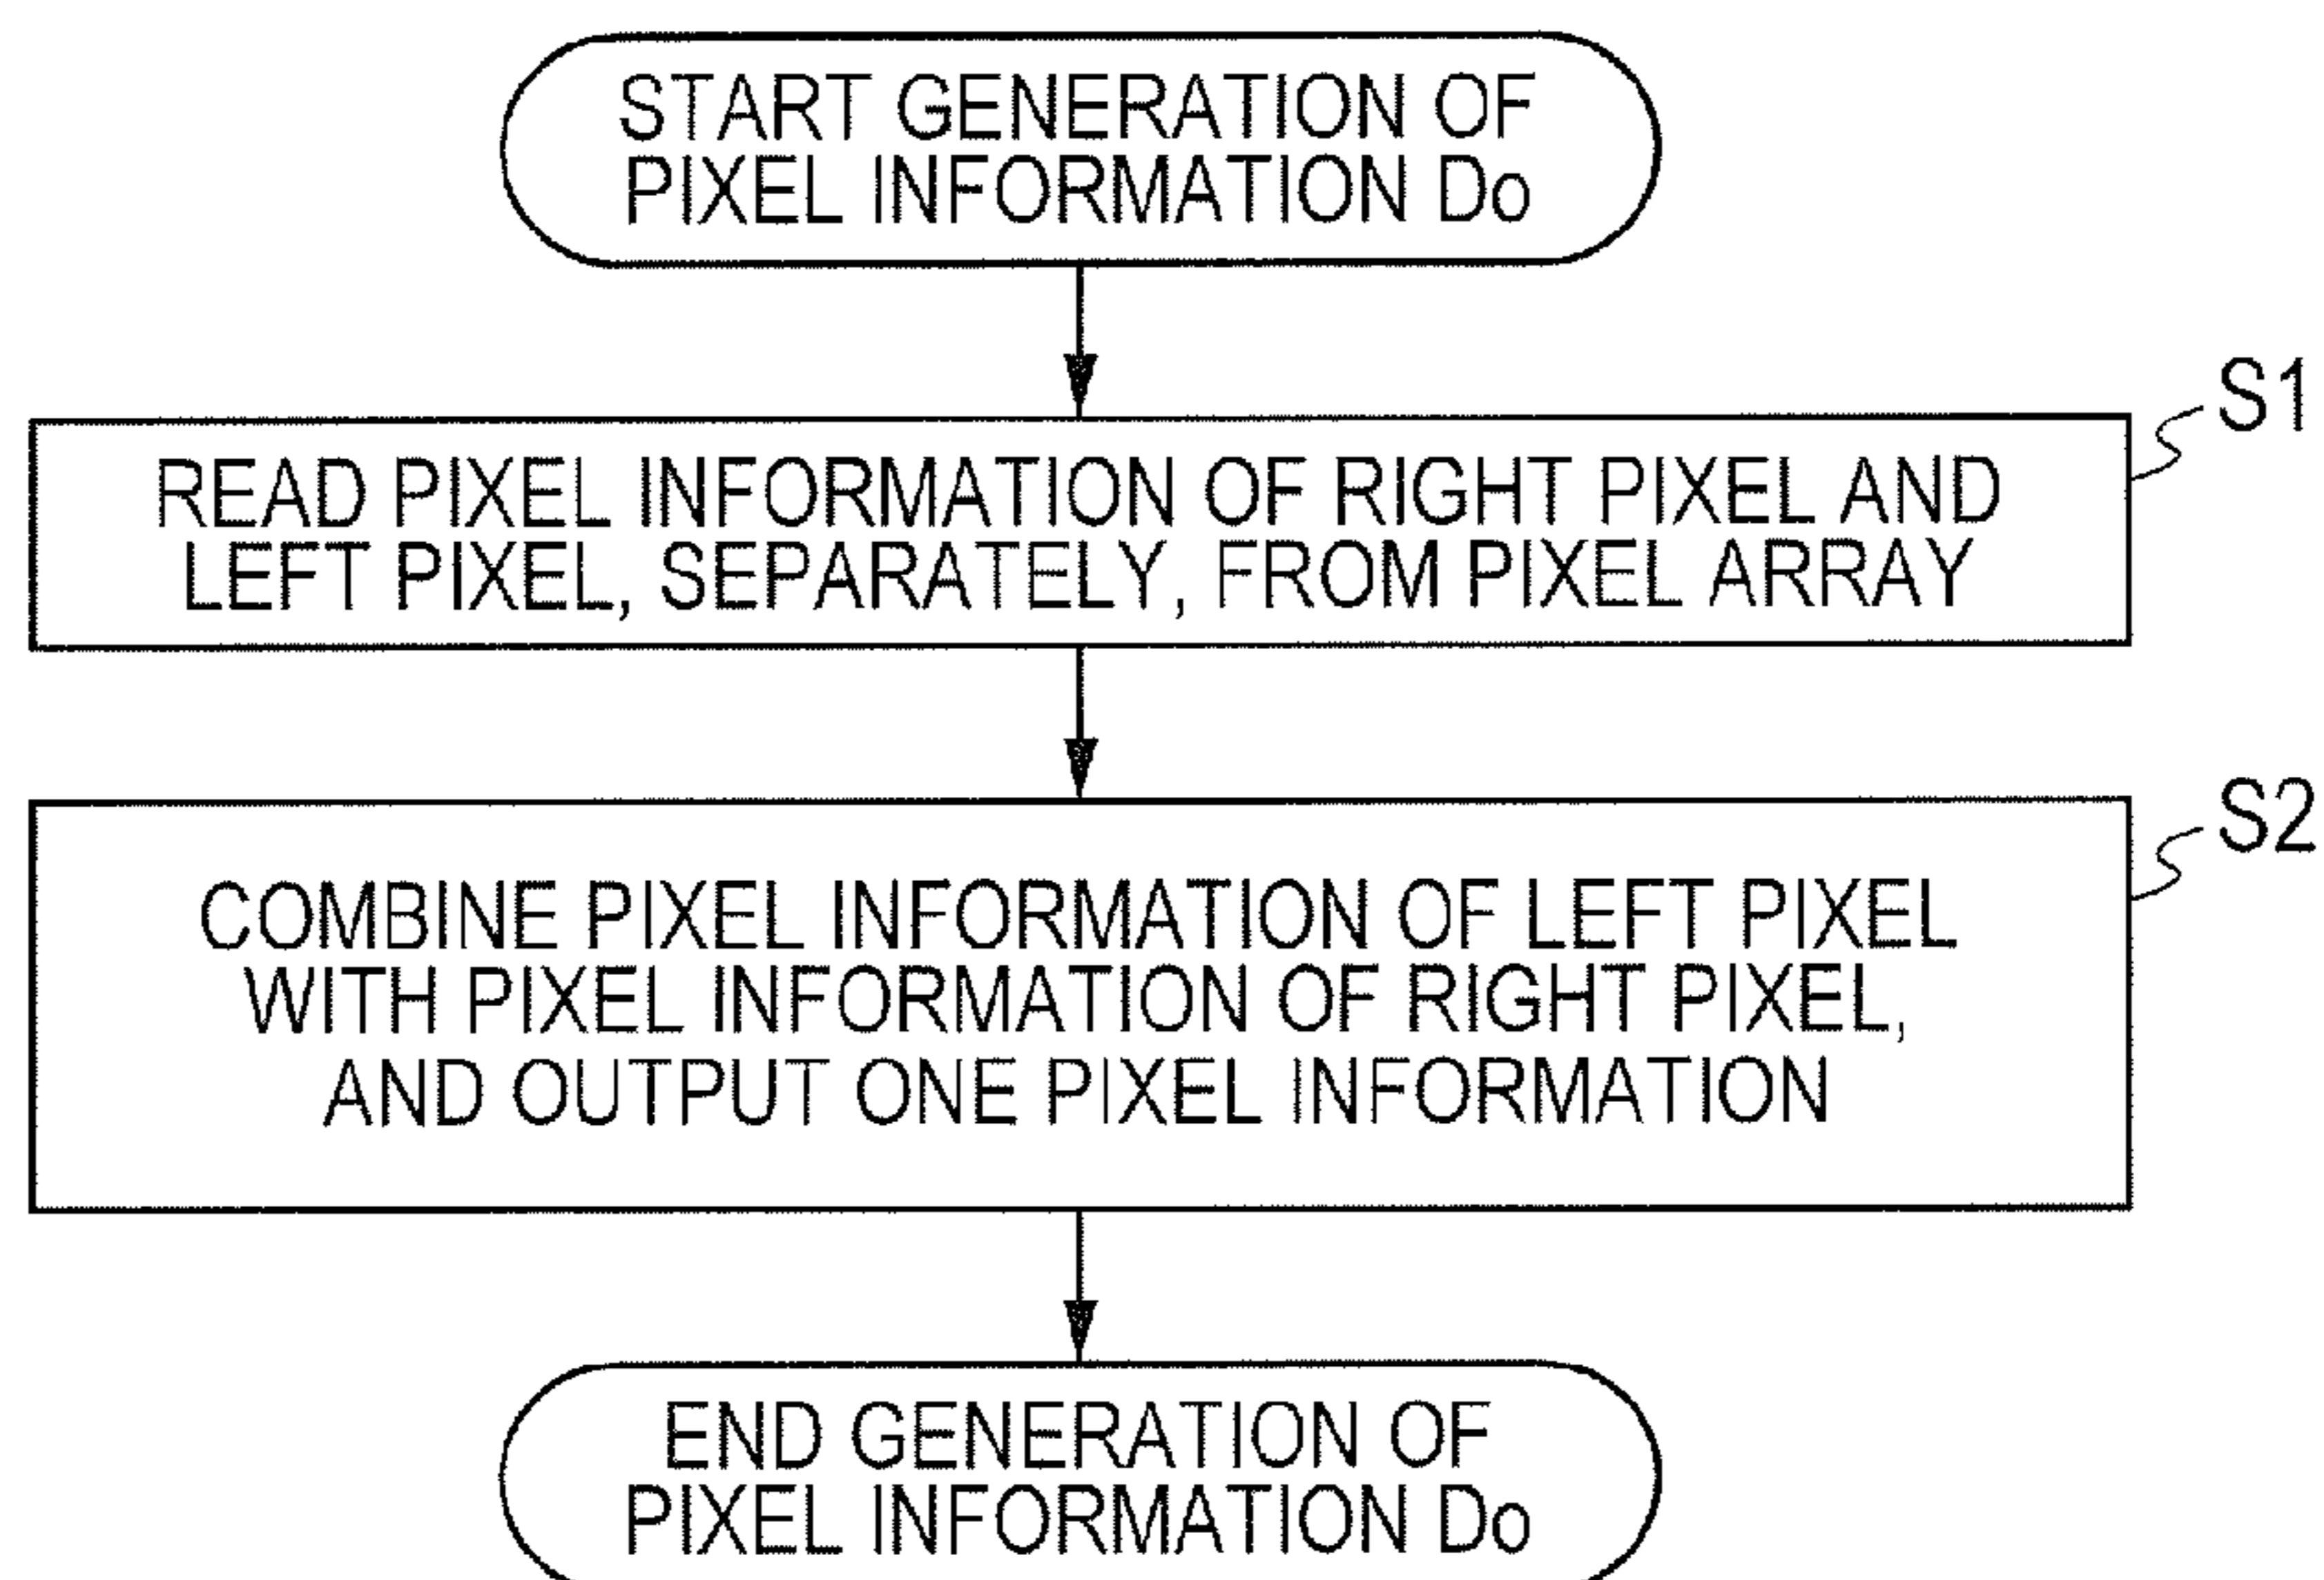 START GENERATION OF
PIXEL INFORMATION Do
S1
READ PIXEL INFORMATION OF RIGHT PIXEL AND
LEFT PIXEL, SEPARATELY, FROM PIXEL ARRAY
S2
COMBINE PIXEL INFORMATION OF LEFT PIXEL
WITH PIXEL INFORMATION OF RIGHT PIXEL,
AND OUTPUT ONE PIXEL INFORMATION
END GENERATION OF
PIXEL INFORMATION Do